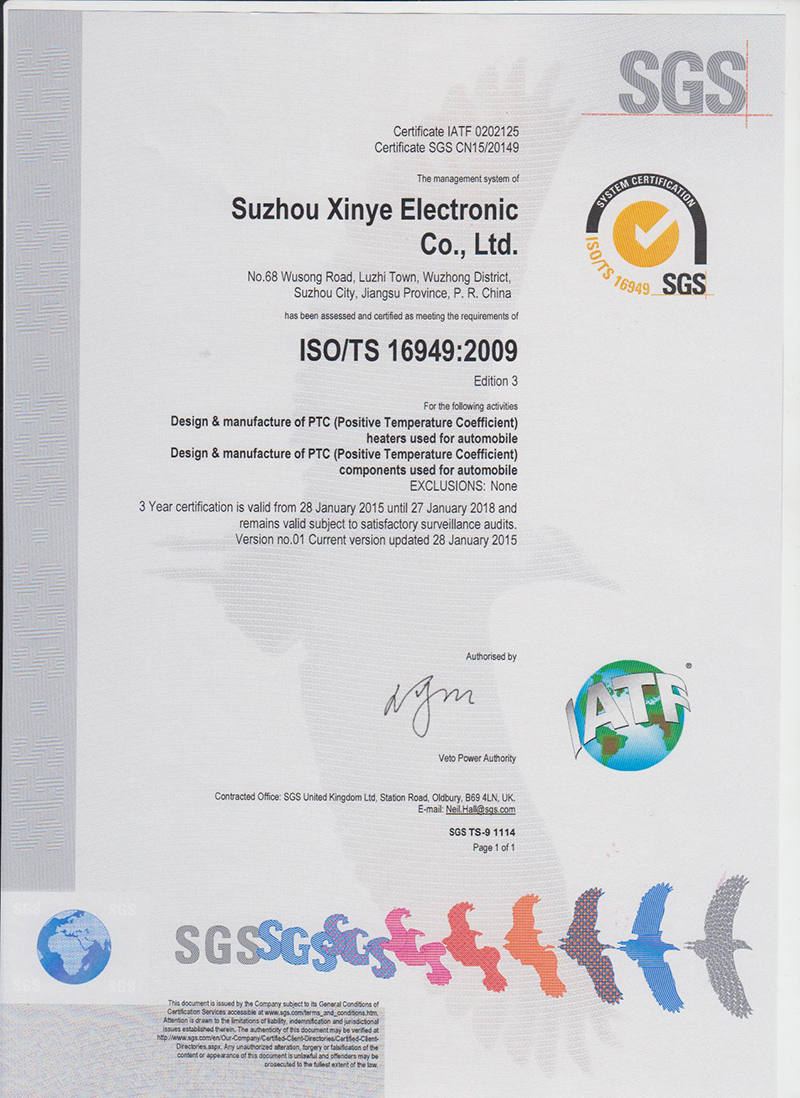 SGS
Certificate IATF 0202125
Certificate SGS CN15/20149
The management system of
Suzhou Xinye Electronic
Co., Ltd.
No.68 Wusong Road, Luzhi Town, Wuzhong District,
Suzhou City, Jiangsu Province, P. R. China
has been assessed and certified as meeting the requirements of
SYSTEM CERTIFICATION
ISO/TS 16949
SGS
ISO/TS 16949:2009
Edition 3
For the following activities
Design & manufacture of PTC (Positive Temperature Coefficient)
heaters used for automobile
Design & manufacture of PTC (Positive Temperature Coefficient)
components used for automobile
EXCLUSIONS: None
3 Year certification is valid from 28 January 2015 until 27 January 2018 and
remains valid subject to satisfactory surveillance audits.
Version no.01 Current version updated 28 January 2015
Authorised by
IATF ®
Veto Power Authority
Contracted Office: SGS United Kingdom Ltd, Station Road, Oldbury, B69 4LN, UK.
E-mail: Neil.Hall@sgs.com
SGS TS-9 1114
Page 1 of 1
SGS SGS
SGS SGS
SGS SGS SGS
This document is issued by the Company subject to its General Conditions of
Certification Services accessible at www.sgs.com/terms_and_conditions.htm.
Attention is drawn to the limitations of liability, indemnification and jurisdictional
issues established therein. The authenticity of this document may be verified at
http://www.sgs.com/en/Our-Company/Certified-Client-Directories/Certified-Client-
Directories.aspx. Any unauthorized alteration, forgery or falsification of the
content or appearance of this document is unlawful and offenders may be
prosecuted to the fullest extent of the law.